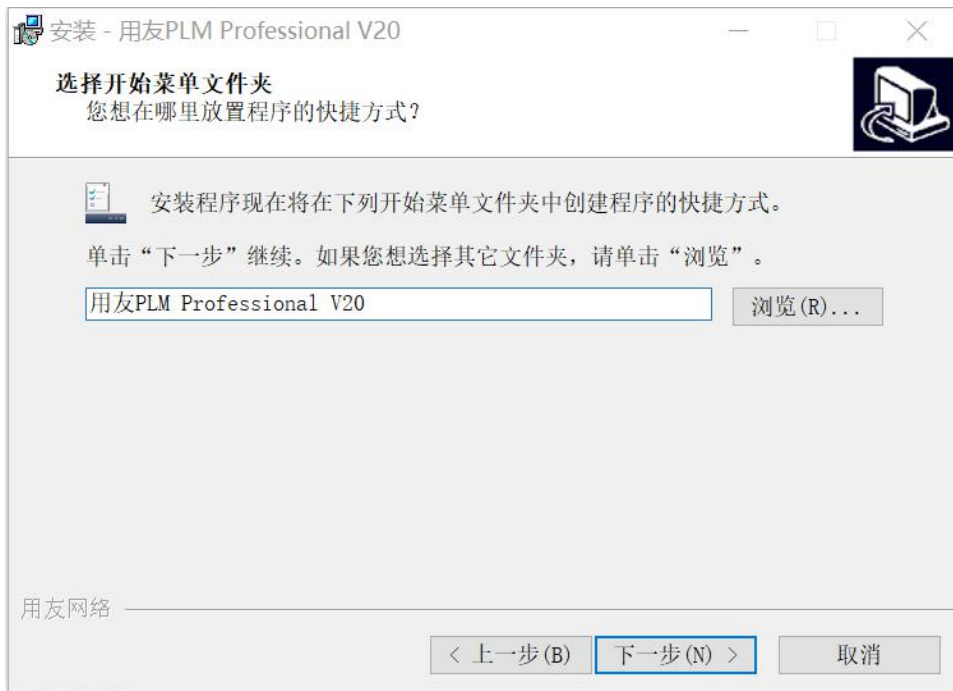 安装 - 用友PLM Professional V20
选择开始菜单文件夹
您想在哪里放置程序的快捷方式？
安装程序现在将在下列开始菜单文件夹中创建程序的快捷方式。
单击“下一步”继续。如果您想选择其它文件夹，请单击“浏览”。
用友PLM Professional V20
浏览(R)...
用友网络
< 上一步(B)
下一步(N) >
取消